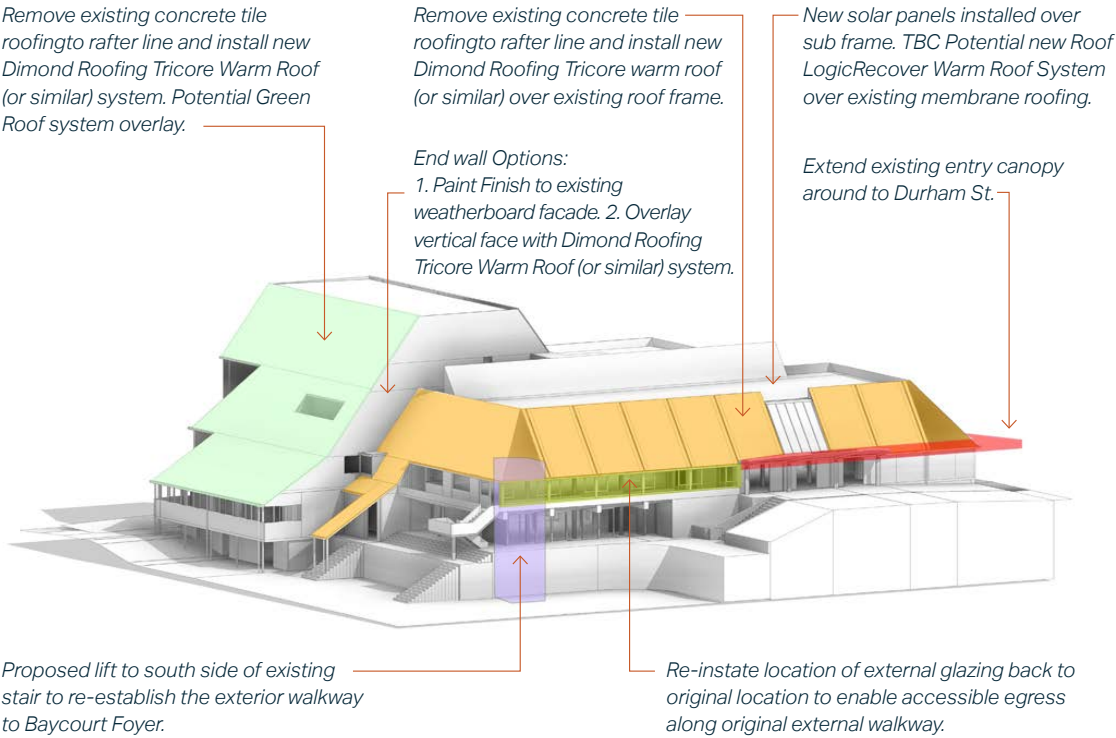 Remove existing concrete tile
roofingto rafter line and install new
Dimond Roofing Tricore Warm Roof
(or similar) system. Potential Green
Roof system overlay.
Remove existing concrete tile
roofingto rafter line and install new
Dimond Roofing Tricore warm roof
(or similar) over existing roof frame.
New solar panels installed over
sub frame. TBC Potential new Roof
LogicRecover Warm Roof System
over existing membrane roofing.
End wall Options:
1. Paint Finish to existing
weatherboard facade. 2. Overlay
vertical face with Dimond Roofing
Tricore Warm Roof (or similar) system.
Extend existing entry canopy
around to Durham St.
Proposed lift to south side of existing
stair to re-establish the exterior walkway
to Baycourt Foyer.
Re-instate location of external glazing back to
original location to enable accessible egress
along original external walkway.